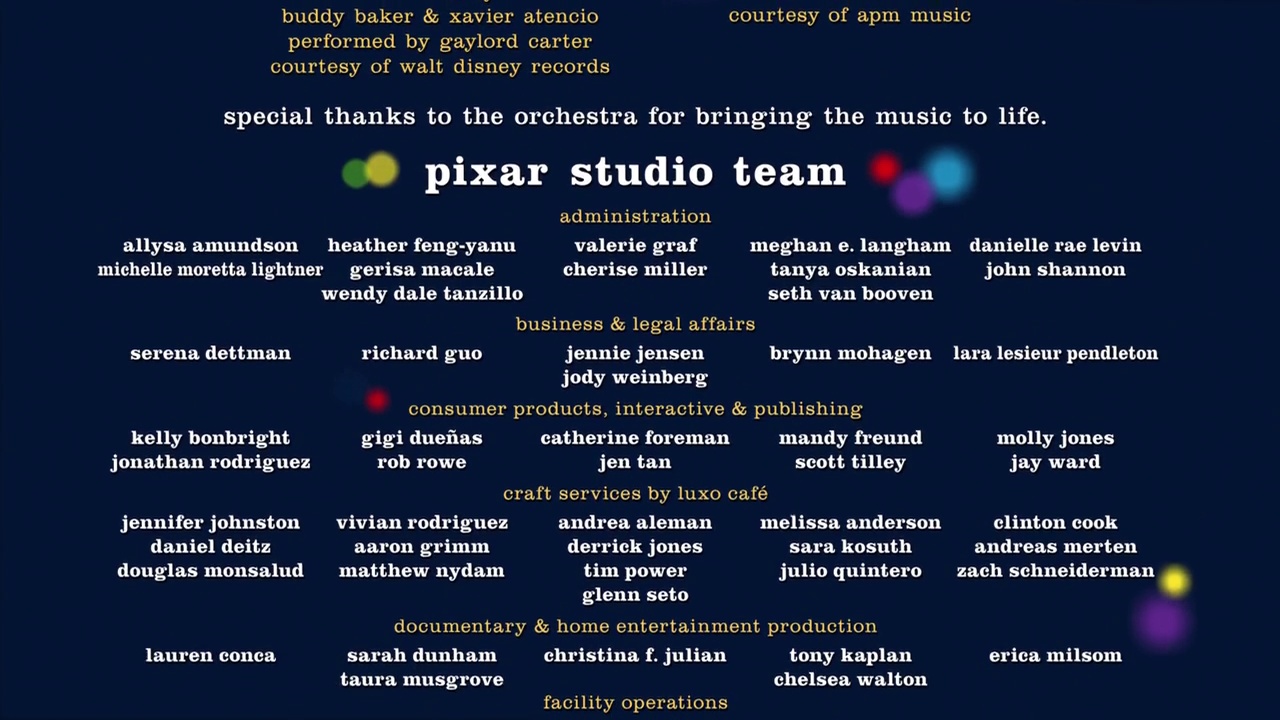 buddy baker & xavier atencio courtesy of apm music
performed by gaylord carter
courtesy of walt disney records
special thanks to the orchestra for bringing the music to life.
pixar studio team
administration
allysa amundson heather feng-yanu valerie graf meghan e. langham danielle rae levin
michelle moretta lightner gerisa macale cherise miller tanya oskanian john shannon
wendy dale tanzillo seth van booven
business & legal affairs
serena dettman richard guo jennie jensen brynn mohagen lara lesieur pendleton
jody weinberg
consumer products, interactive & publishing
kelly bonbright gigi dueñas catherine foreman mandy freund molly jones
jonathan rodriguez rob rowe jen tan scott tilley jay ward
craft services by luxo café
jennifer johnston vivian rodriguez andrea aleman melissa anderson clinton cook
daniel deitz aaron grimm derrick jones sara kosuth andreas merten
douglas monsalud matthew nydam tim power julio quintero zach schneiderman
glenn seto
documentary & home entertainment production
lauren conca sarah dunham christina f. julian tony kaplan erica milsom
taura musgrove chelsea walton
facility operations